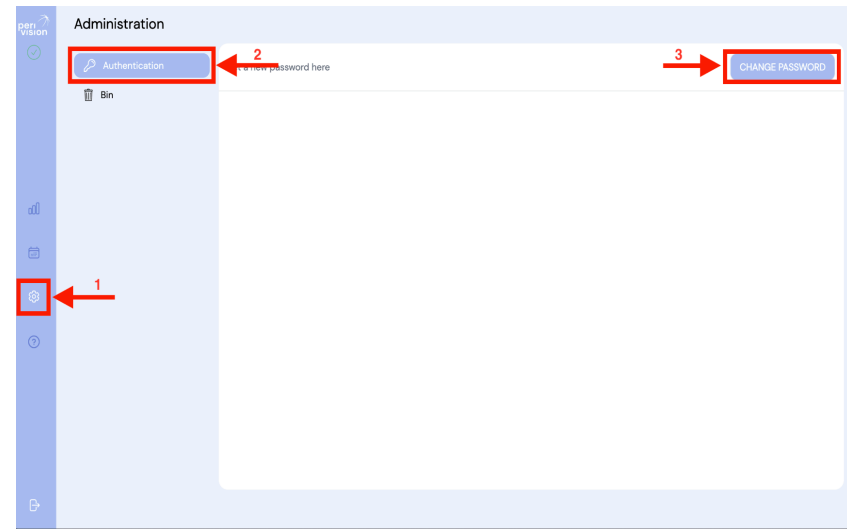 peri
vision
Administration
Authentication
2
a new password here
3
CHANGE PASSWORD
Bin
1
?